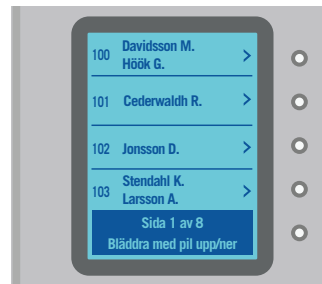 100 Davidsson M.
Höök G.
101 Cederwaldh R.
102 Jonsson D.
103 Stendahl K.
Larsson A.
Sida 1 av 8
Bläddra med pil upp/ner